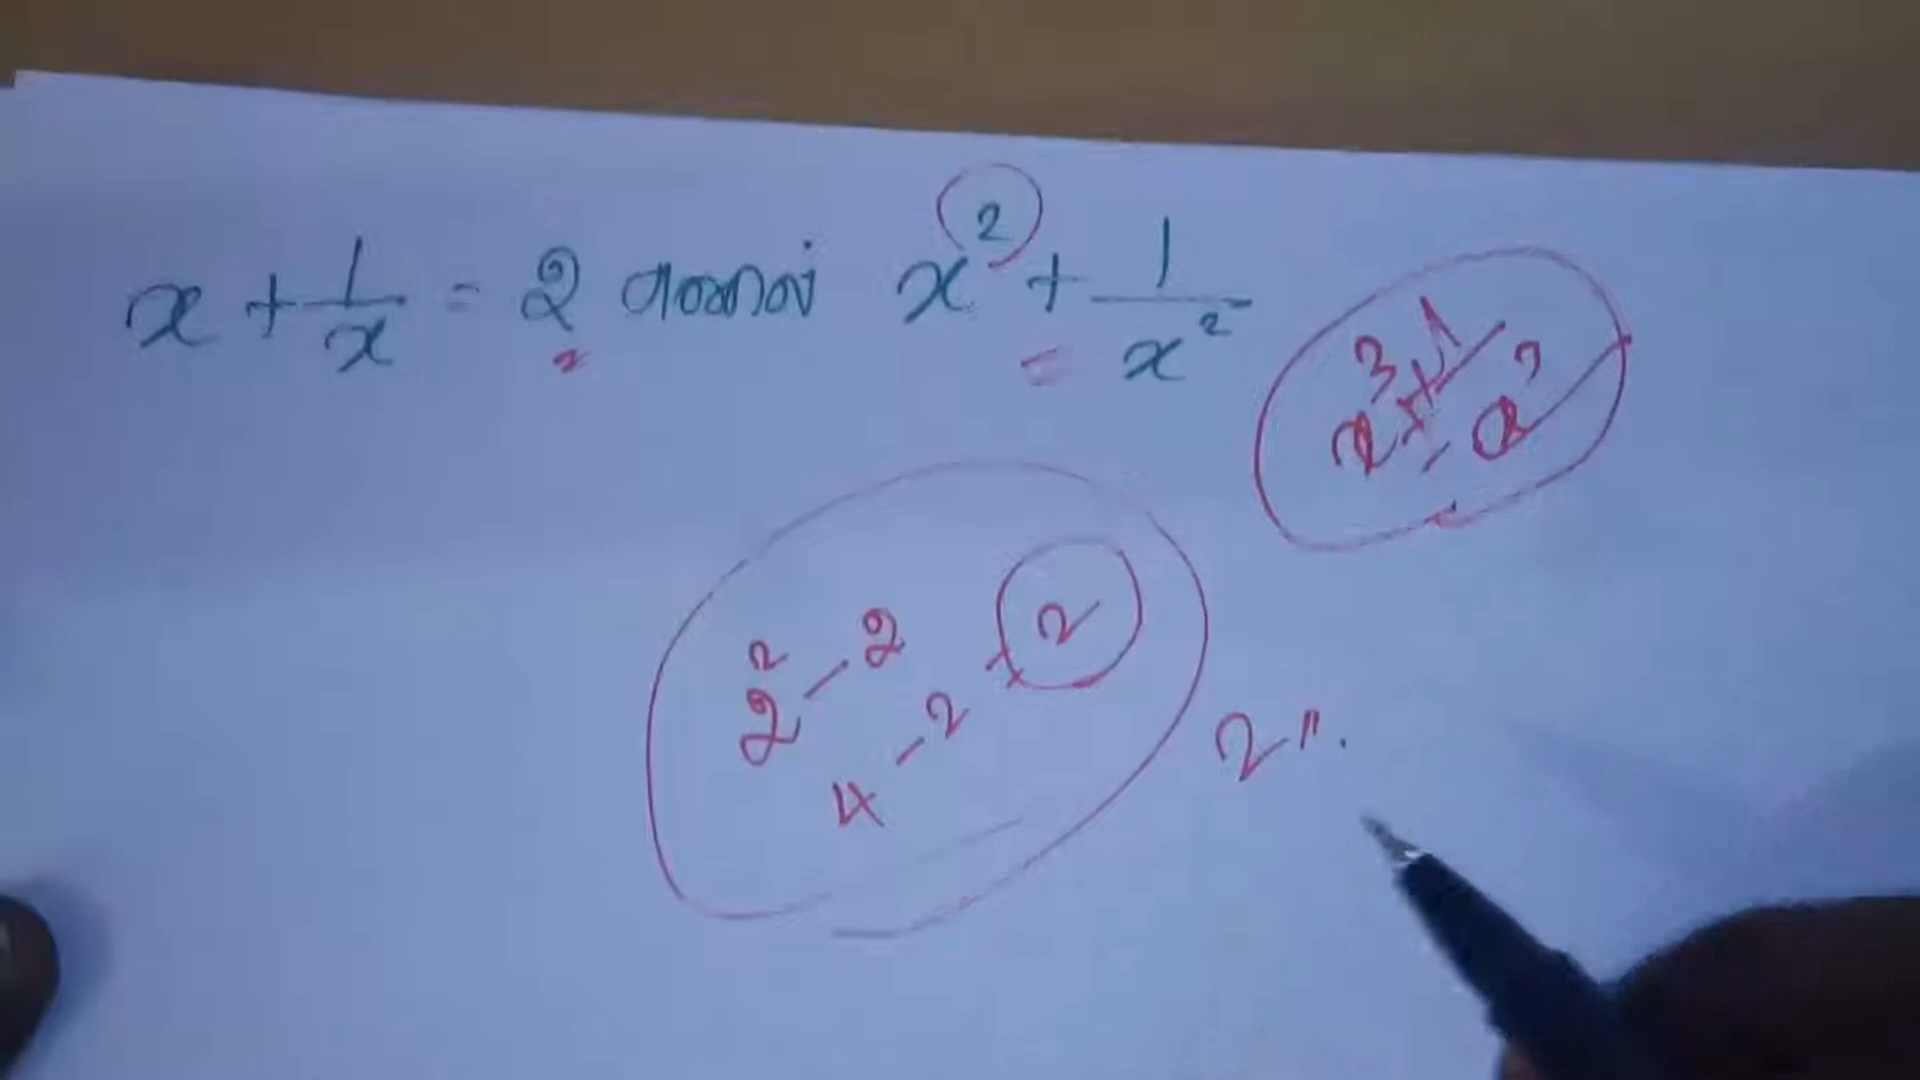 x + 1/x = 2 எனில் x² + 1/x²
x³ + 1/x³
=
2² - 2
4 - 2
2
2 //.